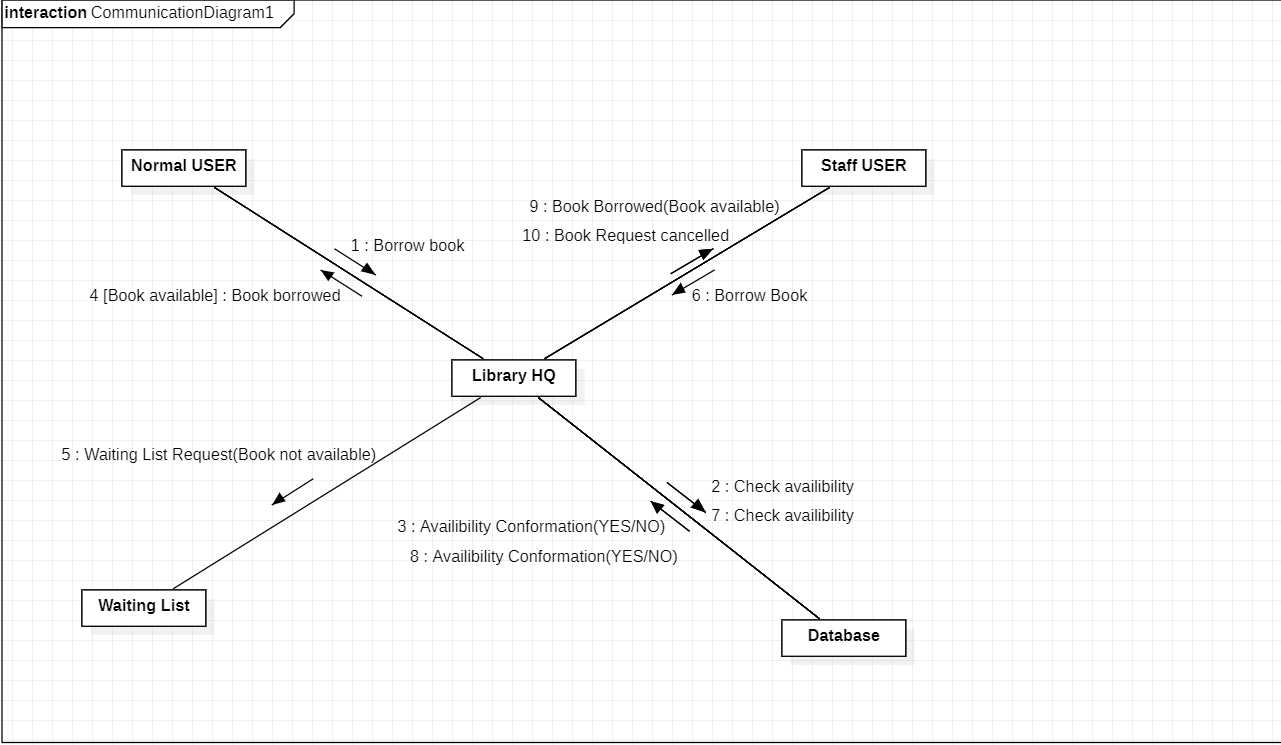 interaction CommunicationDiagram1
Normal USER
Staff USER
9 : Book Borrowed(Book available)
10 : Book Request cancelled
1 : Borrow book
4 [Book available] : Book borrowed
6 : Borrow Book
Library HQ
5 : Waiting List Request(Book not available)
2 : Check availibility
7 : Check availibility
3 : Availibility Conformation(YES/NO)
8 : Availibility Conformation(YES/NO)
Waiting List
Database